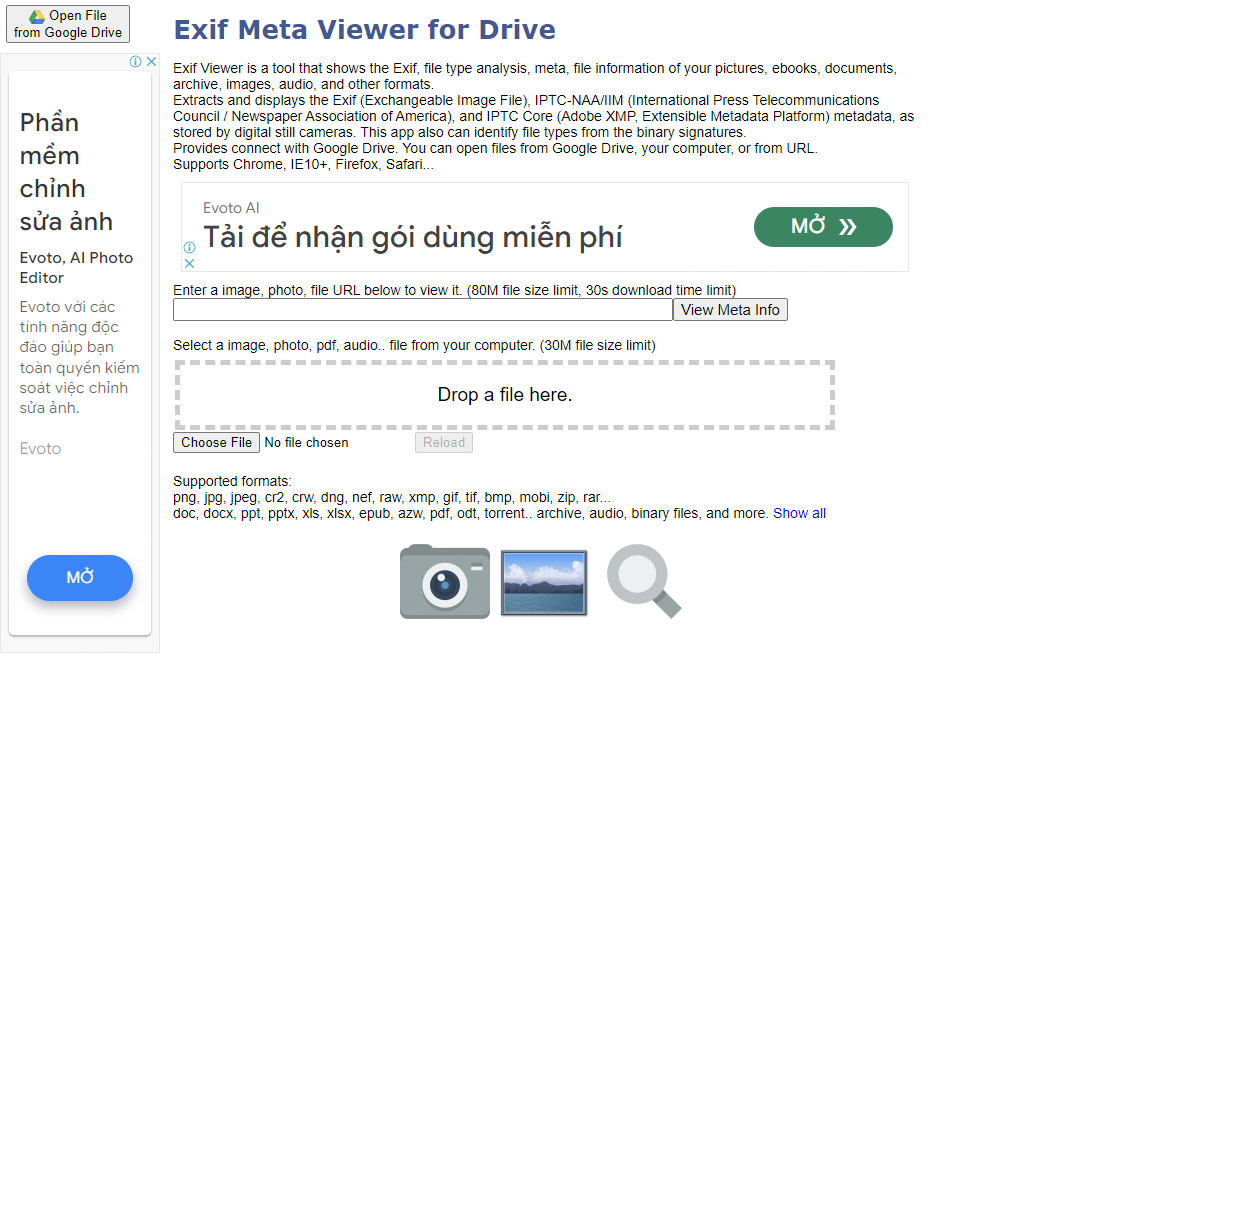 Open File
from Google Drive
Phần
mềm
chỉnh
sửa ảnh
Evoto, AI Photo
Editor
Evoto với các
tính năng độc
đáo giúp bạn
toàn quyền kiểm
soát việc chỉnh
sửa ảnh.
Evoto
MỞ
Exif Meta Viewer for Drive
Exif Viewer is a tool that shows the Exif, file type analysis, meta, file information of your pictures, ebooks, documents,
archive, images, audio, and other formats.
Extracts and displays the Exif (Exchangeable Image File), IPTC-NAA/IIM (International Press Telecommunications
Council / Newspaper Association of America), and IPTC Core (Adobe XMP, Extensible Metadata Platform) metadata, as
stored by digital still cameras. This app also can identify file types from the binary signatures.
Provides connect with Google Drive. You can open files from Google Drive, your computer, or from URL.
Supports Chrome, IE10+, Firefox, Safari...
Evoto AI
Tải để nhận gói dùng miễn phí
MỞ
Enter a image, photo, file URL below to view it. (80M file size limit, 30s download time limit)
View Meta Info
Select a image, photo, pdf, audio.. file from your computer. (30M file size limit)
Drop a file here.
Choose File No file chosen Reload
Supported formats:
png, jpg, jpeg, cr2, crw, dng, nef, raw, xmp, gif, tif, bmp, mobi, zip, rar...
doc, docx, ppt, pptx, xls, xlsx, epub, azw, pdf, odt, torrent.. archive, audio, binary files, and more. Show all